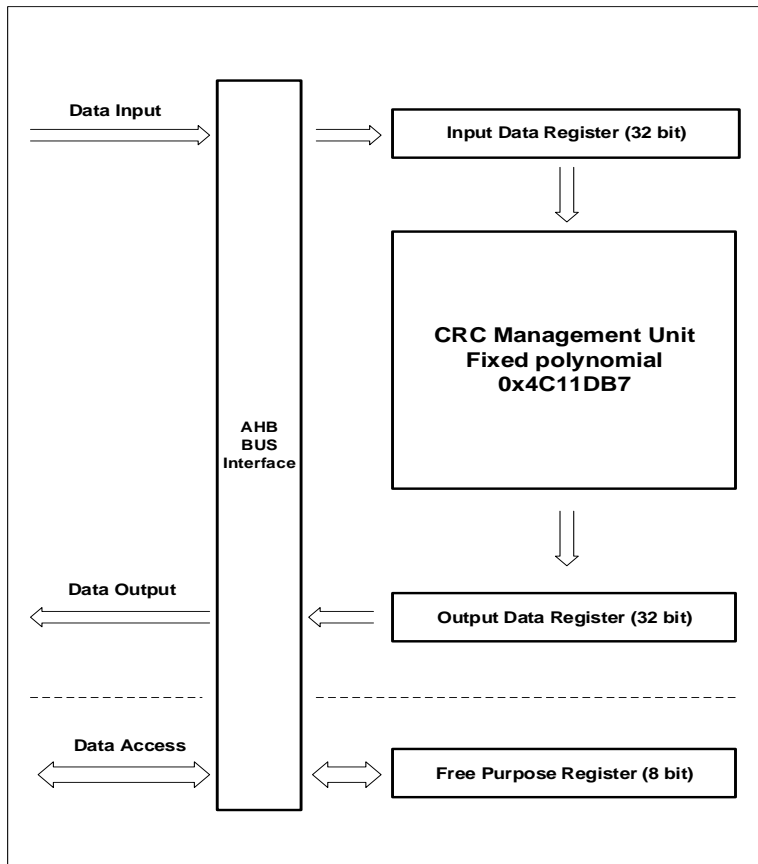 Data Input
Input Data Register (32 bit)
CRC Management Unit
Fixed polynomial
0x4C11DB7
AHB
BUS
Interface
Data Output
Output Data Register (32 bit)
Data Access
Free Purpose Register (8 bit)